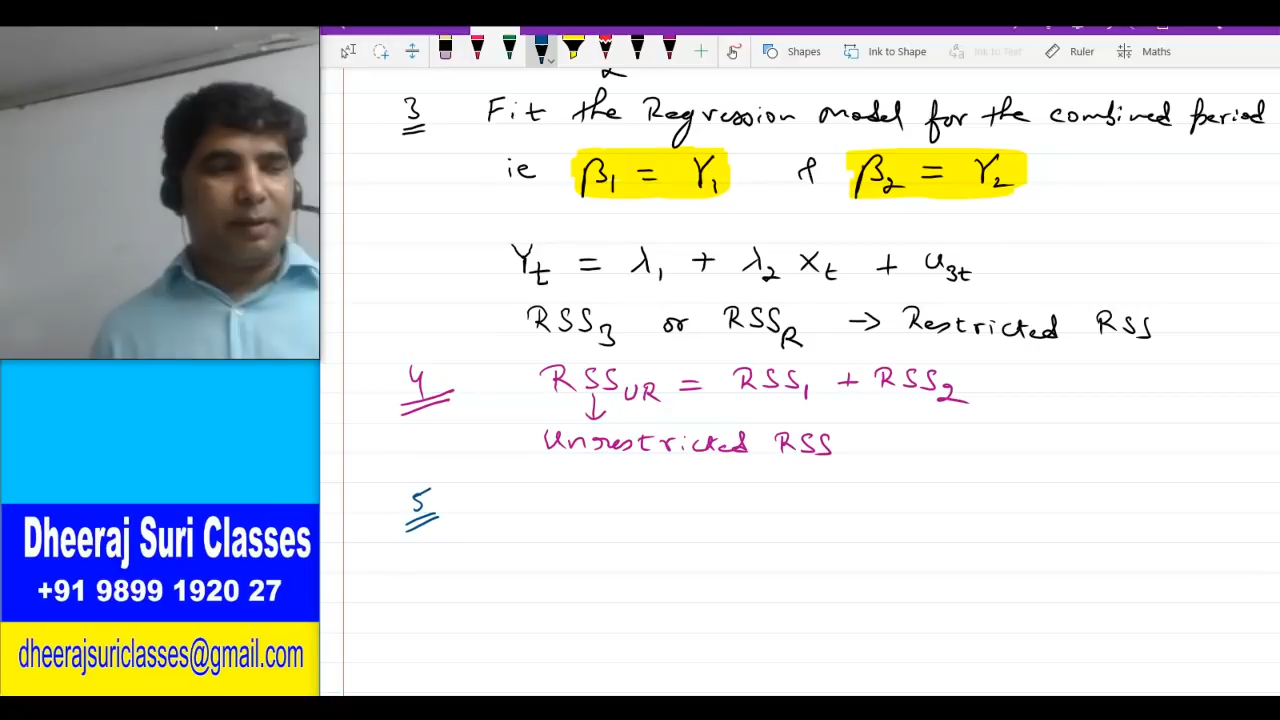 Shapes Ink to Shape Ink to Text Ruler Maths
3 Fit the Regression model for the combined period
ie β₁ = γ₁ & β₂ = γ₂
Yₜ = λ₁ + λ₂ Xₜ + u₃ₜ
RSS₃ or RSS_R → Restricted RSS
4 RSS_UR = RSS₁ + RSS₂
↓
Unrestricted RSS
5
Dheeraj Suri Classes
+91 9899 1920 27
dheerajsuriclasses@gmail.com